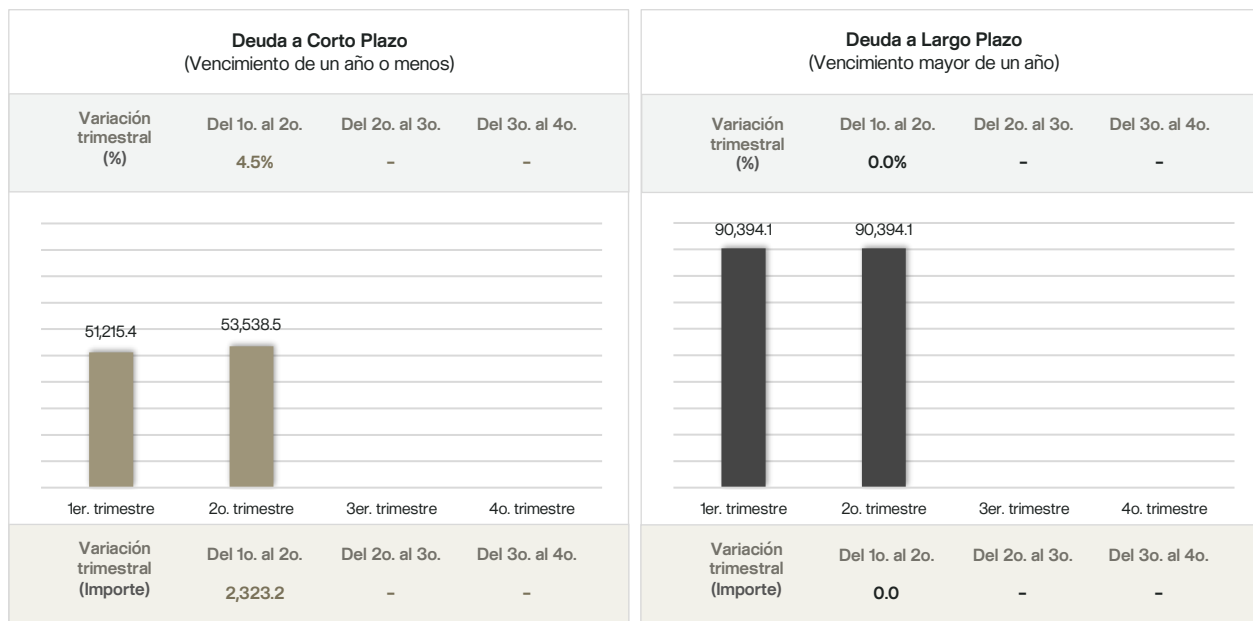 Deuda a Corto Plazo
(Vencimiento de un año o menos)
Variación
trimestral
(%)
Del 1o. al 2o.
Del 2o. al 3o.
Del 3o. al 4o.
4.5%
–
–
51,215.4
53,538.5
1er. trimestre
2o. trimestre
3er. trimestre
4o. trimestre
Variación
trimestral
(Importe)
Del 1o. al 2o.
Del 2o. al 3o.
Del 3o. al 4o.
2,323.2
–
–
Deuda a Largo Plazo
(Vencimiento mayor de un año)
Variación
trimestral
(%)
Del 1o. al 2o.
Del 2o. al 3o.
Del 3o. al 4o.
0.0%
–
–
90,394.1
90,394.1
1er. trimestre
2o. trimestre
3er. trimestre
4o. trimestre
Variación
trimestral
(Importe)
Del 1o. al 2o.
Del 2o. al 3o.
Del 3o. al 4o.
0.0
–
–